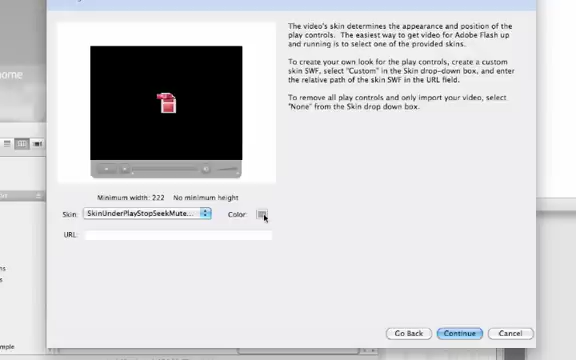 The video's skin determines the appearance and position of the
play controls. The easiest way to get video for Adobe Flash up
and running is to select one of the provided skins.
To create your own look for the play controls, create a custom
skin SWF, select "Custom" in the Skin drop-down box, and enter
the relative path of the skin SWF in the URL field.
To remove all play controls and only import your video, select
"None" from the Skin drop down box.
ome
Minimum width: 222 No minimum height
Skin: SkinUnderPlayStopSeekMute... Color:
URL:
Go Back Continue Cancel